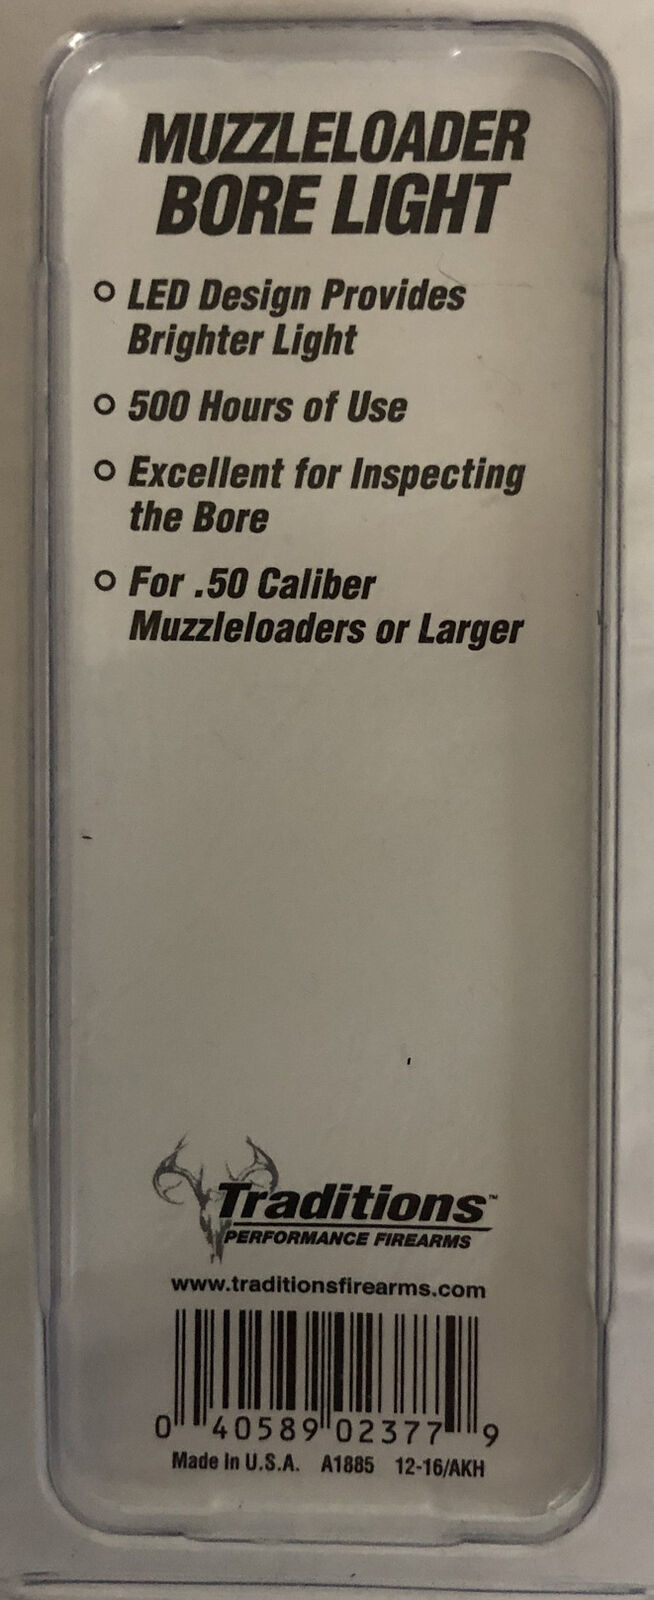 MUZZLELOADER
BORE LIGHT
LED Design Provides
Brighter Light
500 Hours of Use
Excellent for Inspecting
the Bore
For .50 Caliber
Muzzleloaders or Larger
Traditions™
PERFORMANCE FIREARMS
www.traditionsfirearms.com
0 40589 02377 9
Made In U.S.A. A1885 12-16/AKH